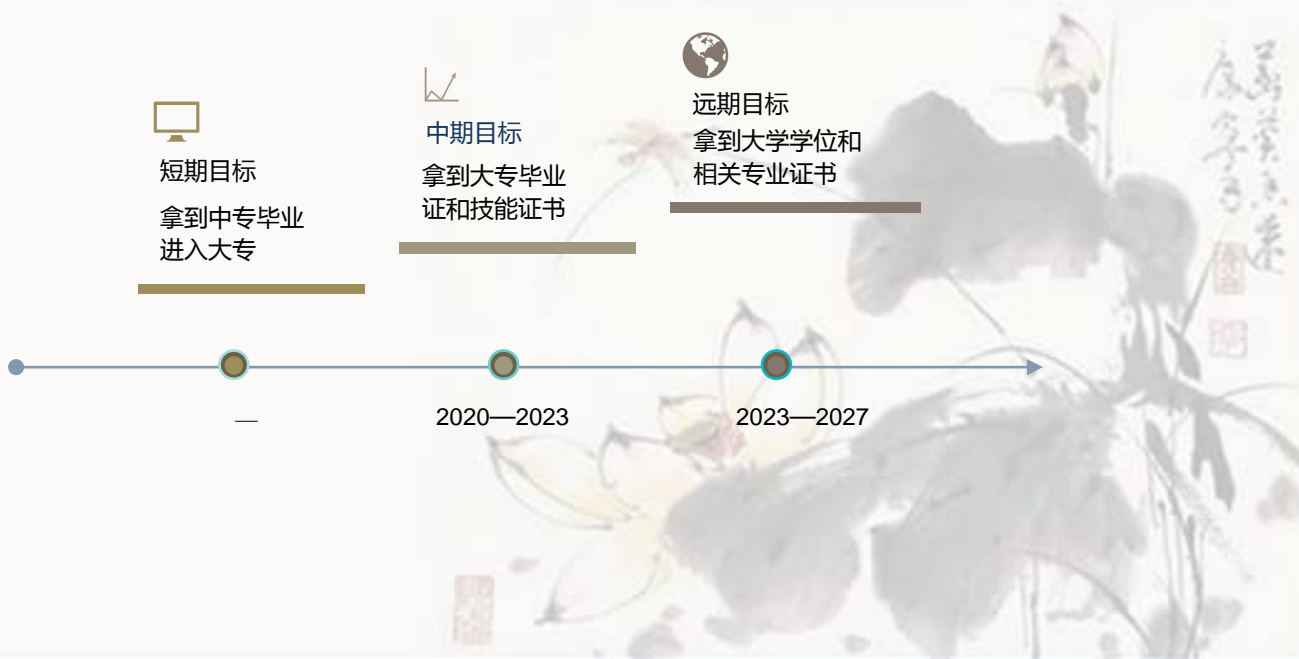 短期目标
拿到中专毕业
进入大专
中期目标
拿到大专毕业
证和技能证书
远期目标
拿到大学学位和
相关专业证书
—
2020—2023
2023—2027